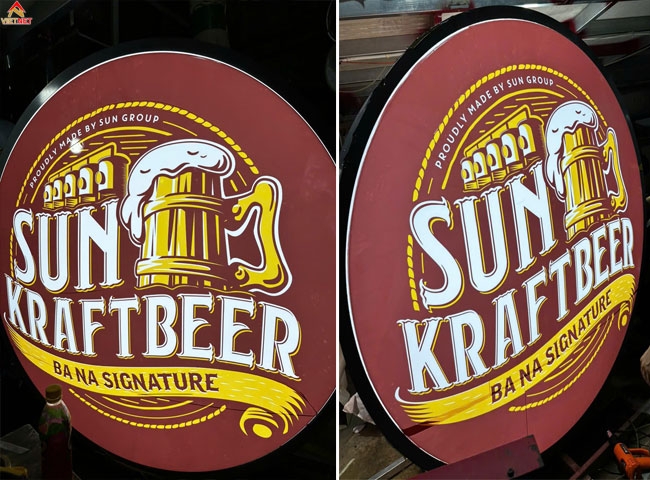 VIETNET
PROUDLY MADE BY SUN GROUP
SUN
KRAFTBEER
BA NA SIGNATURE
PROUDLY MADE BY SUN GROUP
SUN
KRAFTBEER
BA NA SIGNATURE